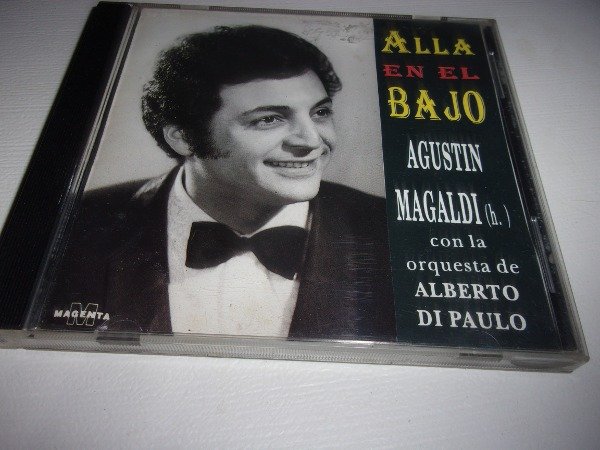 ALLA
EN EL
BAJO
AGUSTIN
MAGALDI (h.)
con la
orquesta de
ALBERTO
DI PAULO
M
MAGENTA